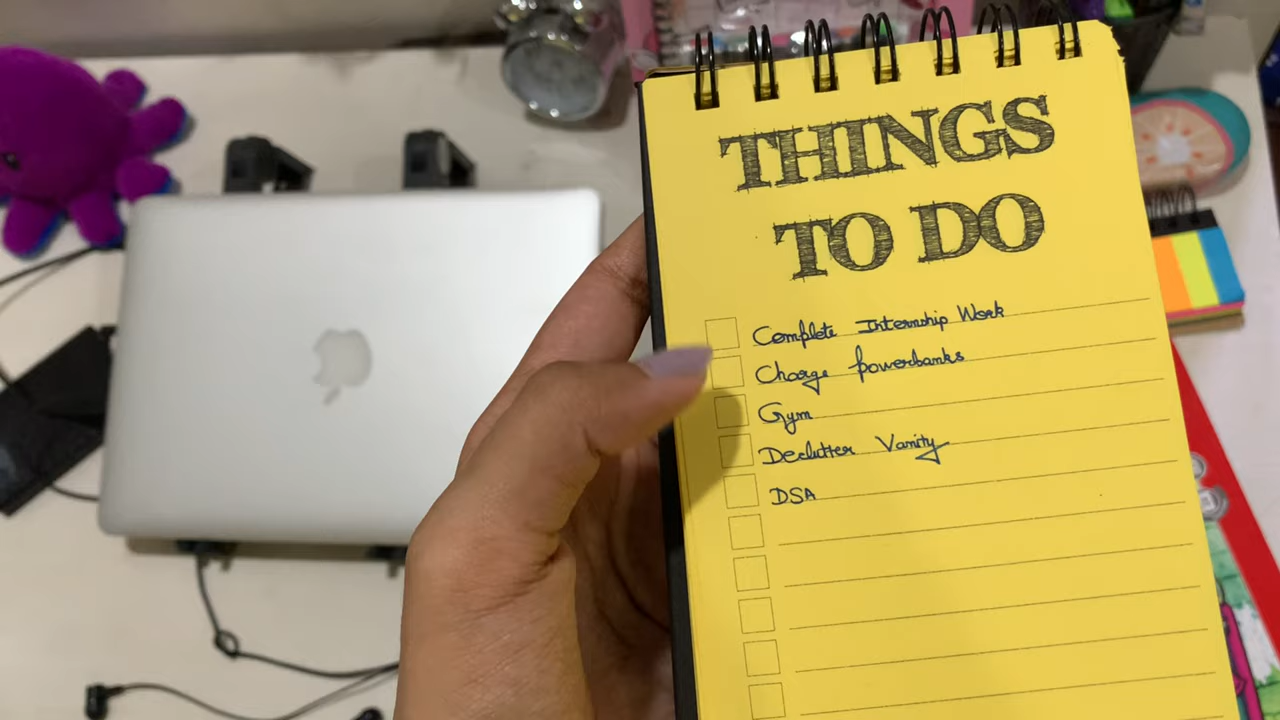 THINGS
TO DO
Complete Internship Work
Charge powerbanks
Gym
Declutter Vanity
DSA